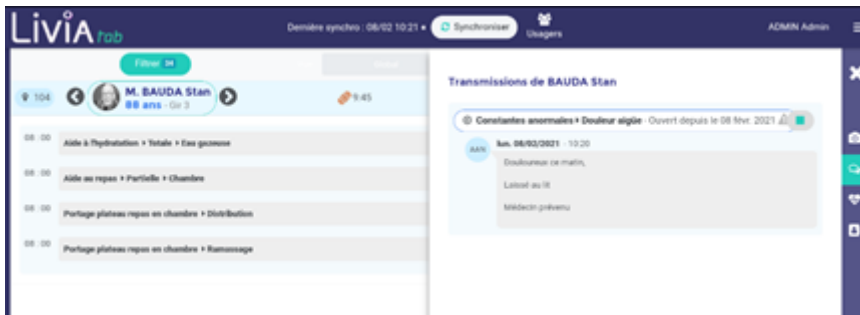 LiViA tab
Dernière synchro : 08/02 10:21
Synchroniser
Usagers
ADMIN Admin
Filtrer 24
104
M. BAUDA Stan
88 ans - Gir 3
9:45
08 : 00 Aide à l'hydratation Totale Eau gazeuse
08 : 00 Aide au repas Partielle Chambre
08 : 00 Portage plateau repas en chambre Distribution
08 : 00 Portage plateau repas en chambre Ramassage
Transmissions de BAUDA Stan
Constantes anormales Douleur aigüe - Ouvert depuis le 08 févr. 2021
AAN
lun. 08/02/2021 - 10:20
Douloureux ce matin,
Laissé au lit
Médecin prévenu